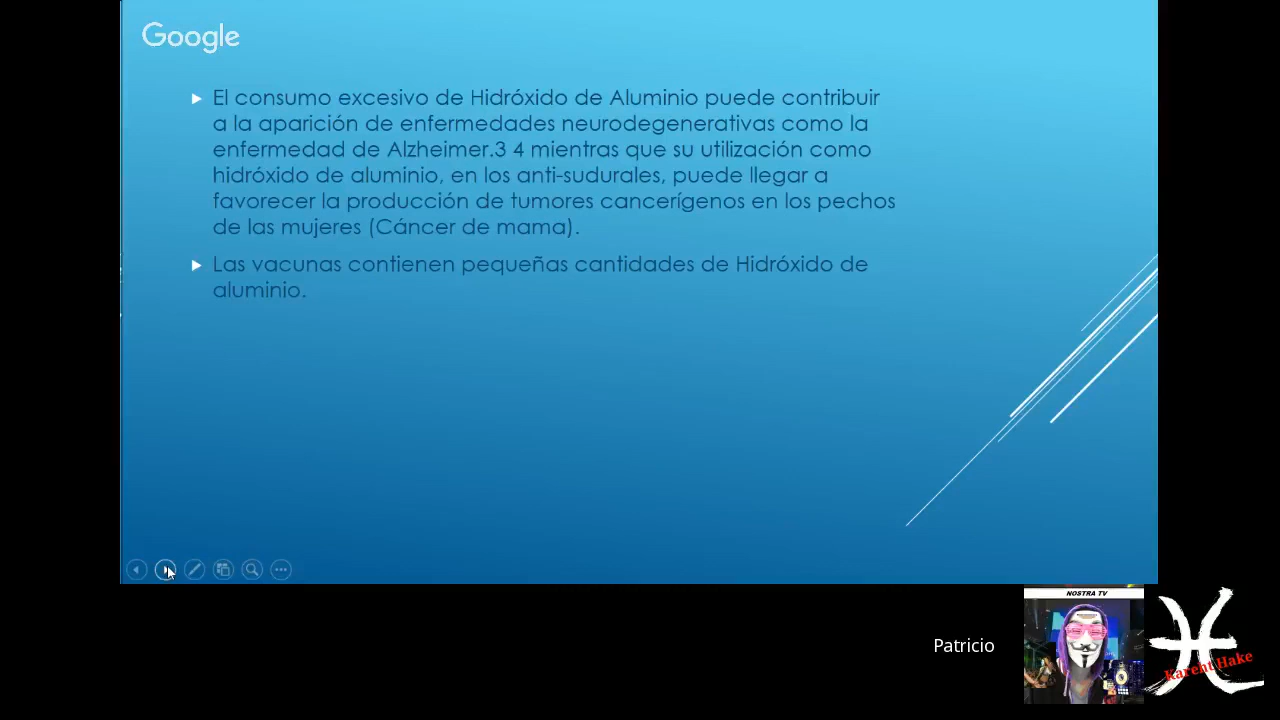 Google
El consumo excesivo de Hidróxido de Aluminio puede contribuir
a la aparición de enfermedades neurodegenerativas como la
enfermedad de Alzheimer.3 4 mientras que su utilización como
hidróxido de aluminio, en los anti-sudurales, puede llegar a
favorecer la producción de tumores cancerígenos en los pechos
de las mujeres (Cáncer de mama).
Las vacunas contienen pequeñas cantidades de Hidróxido de
aluminio.
NOSTRA TV
Patricio
Kareht Hake